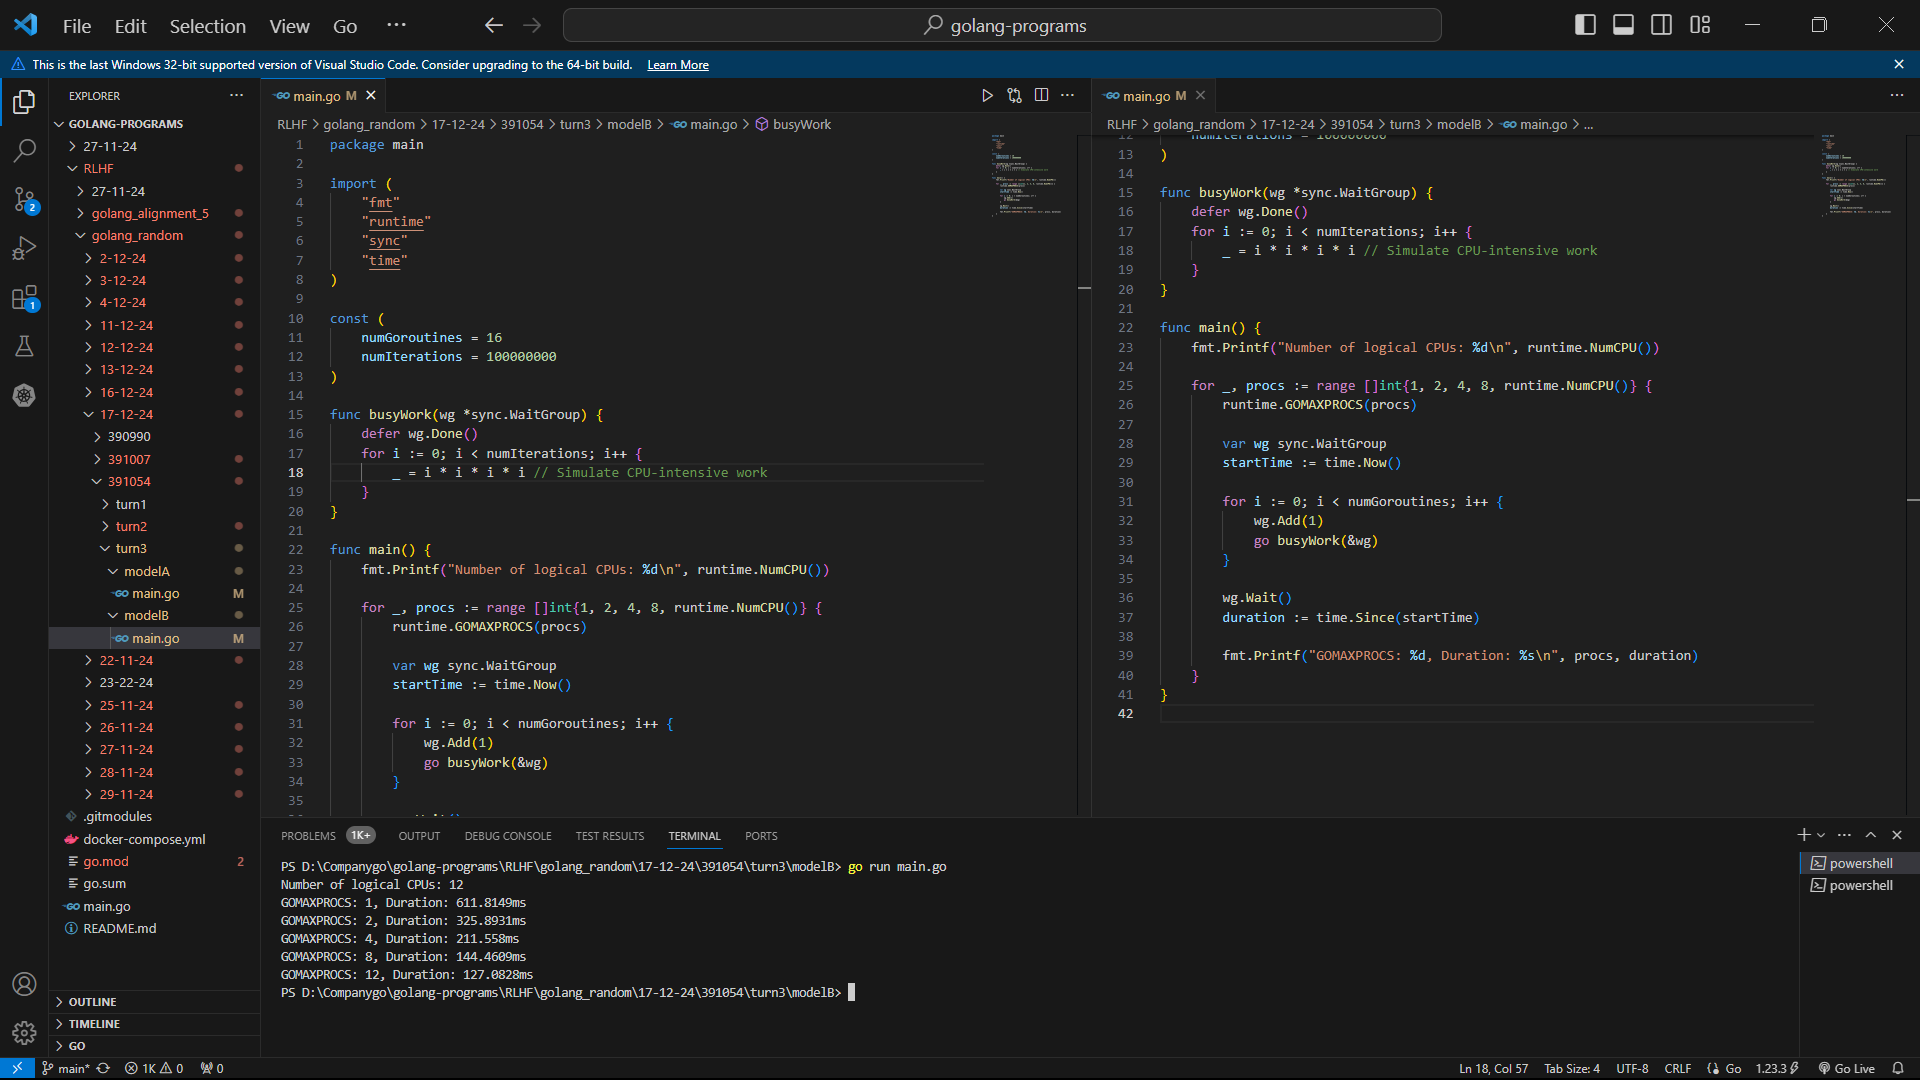 File Edit Selection View Go ··· golang-programs
This is the last Windows 32-bit supported version of Visual Studio Code. Consider upgrading to the 64-bit build. Learn More
EXPLORER
GOLANG-PROGRAMS
27-11-24
RLHF
27-11-24
golang_alignment_5
golang_random
2-12-24
3-12-24
4-12-24
11-12-24
12-12-24
13-12-24
16-12-24
17-12-24
390990
391007
391054
turn1
turn2
turn3
modelA
main.go M
modelB
main.go M
22-11-24
23-22-24
25-11-24
26-11-24
27-11-24
28-11-24
29-11-24
.gitmodules
docker-compose.yml
go.mod 2
go.sum
main.go
README.md
OUTLINE
TIMELINE
GO
2
1
main.go M
RLHF > golang_random > 17-12-24 > 391054 > turn3 > modelB > main.go > busyWork
1 package main
2
3 import (
4     "fmt"
5     "runtime"
6     "sync"
7     "time"
8 )
9
10 const (
11     numGoroutines = 16
12     numIterations = 100000000
13 )
14
15 func busyWork(wg *sync.WaitGroup) {
16     defer wg.Done()
17     for i := 0; i < numIterations; i++ {
18         _ = i * i * i * i // Simulate CPU-intensive work
19     }
20 }
21
22 func main() {
23     fmt.Printf("Number of logical CPUs: %d\n", runtime.NumCPU())
24
25     for _, procs := range []int{1, 2, 4, 8, runtime.NumCPU()} {
26         runtime.GOMAXPROCS(procs)
27
28         var wg sync.WaitGroup
29         startTime := time.Now()
30
31         for i := 0; i < numGoroutines; i++ {
32             wg.Add(1)
33             go busyWork(&wg)
34         }
35
main.go M
RLHF > golang_random > 17-12-24 > 391054 > turn3 > modelB > main.go > ...
12     numIterations = 100000000
13 )
14
15 func busyWork(wg *sync.WaitGroup) {
16     defer wg.Done()
17     for i := 0; i < numIterations; i++ {
18         _ = i * i * i * i // Simulate CPU-intensive work
19     }
20 }
21
22 func main() {
23     fmt.Printf("Number of logical CPUs: %d\n", runtime.NumCPU())
24
25     for _, procs := range []int{1, 2, 4, 8, runtime.NumCPU()} {
26         runtime.GOMAXPROCS(procs)
27
28         var wg sync.WaitGroup
29         startTime := time.Now()
30
31         for i := 0; i < numGoroutines; i++ {
32             wg.Add(1)
33             go busyWork(&wg)
34         }
35
36         wg.Wait()
37         duration := time.Since(startTime)
38
39         fmt.Printf("GOMAXPROCS: %d, Duration: %s\n", procs, duration)
40     }
41 }
42
PROBLEMS 1K+ OUTPUT DEBUG CONSOLE TEST RESULTS TERMINAL PORTS
PS D:\Companygo\golang-programs\RLHF\golang_random\17-12-24\391054\turn3\modelB> go run main.go
Number of logical CPUs: 12
GOMAXPROCS: 1, Duration: 611.8149ms
GOMAXPROCS: 2, Duration: 325.8931ms
GOMAXPROCS: 4, Duration: 211.558ms
GOMAXPROCS: 8, Duration: 144.4609ms
GOMAXPROCS: 12, Duration: 127.0828ms
PS D:\Companygo\golang-programs\RLHF\golang_random\17-12-24\391054\turn3\modelB>
powershell
powershell
main* 1K 0 0 Ln 18, Col 57 Tab Size: 4 UTF-8 CRLF Go 1.23.3 Go Live